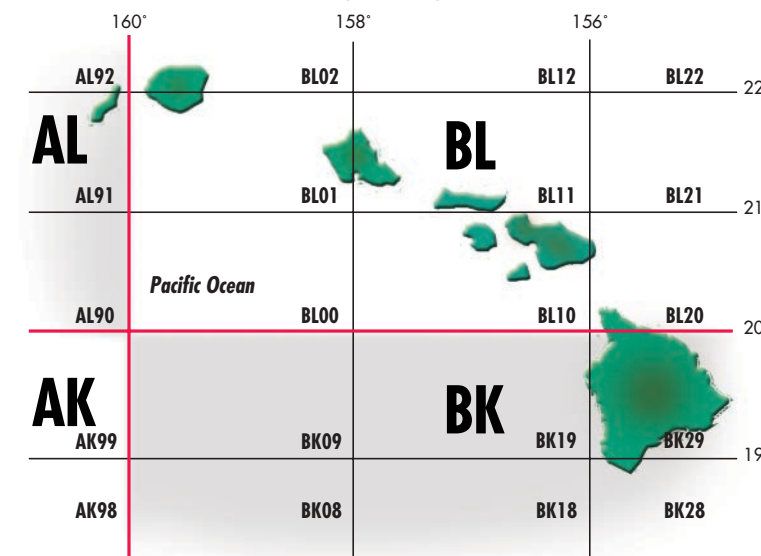 160° 158° 156°
AL92 BL02 BL12 BL22 22
AL BL
AL91 BL01 BL11 BL21 21
Pacific Ocean
AL90 BL00 BL10 BL20 20
AK BK
AK99 BK09 BK19 BK29 19
AK98 BK08 BK18 BK28